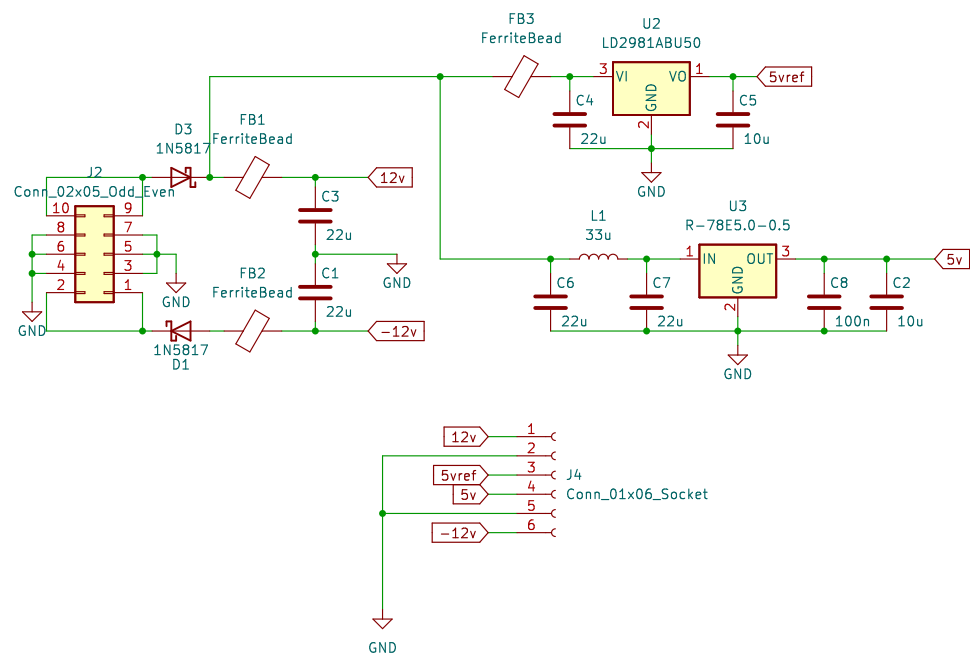 FB3
FerriteBead
U2
LD2981ABU50
3
VI
VO
1
GND
2
5vref
C4
22u
C5
10u
GND
D3
1N5817
FB1
FerriteBead
12v
J2
Conn_02x05_Odd_Even
10
9
8
7
6
5
4
3
2
1
GND
GND
C3
22u
GND
C1
22u
FB2
FerriteBead
-12v
1N5817
D1
L1
33u
U3
R-78E5.0-0.5
1
IN
OUT
3
GND
2
5v
C6
22u
C7
22u
C8
100n
C2
10u
GND
12v
1
2
5vref
3
J4
5v
4
Conn_01x06_Socket
5
-12v
6
GND